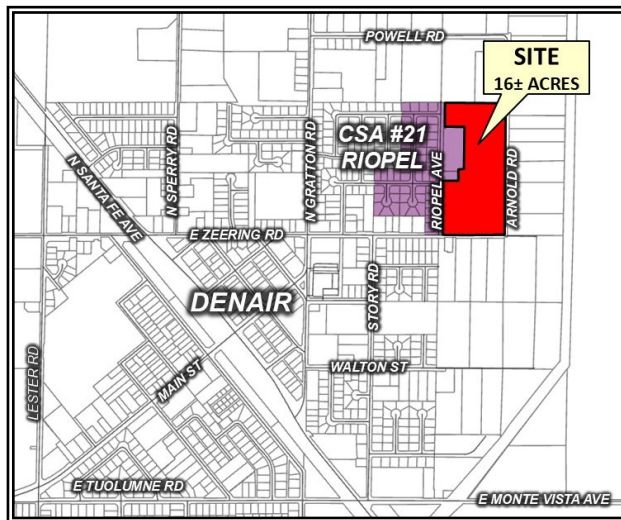 POWELL RD
SITE
16± ACRES
CSA #21
RIOPEL
N SPERRY RD
N GRATTON RD
RIOPEL AVE
ARNOLD RD
N SANTA FE AVE
E ZEERING RD
DENAIR
STORY RD
LESTER RD
MAIN ST
WALTON ST
E TUOLUMNE RD
E MONTE VISTA AVE